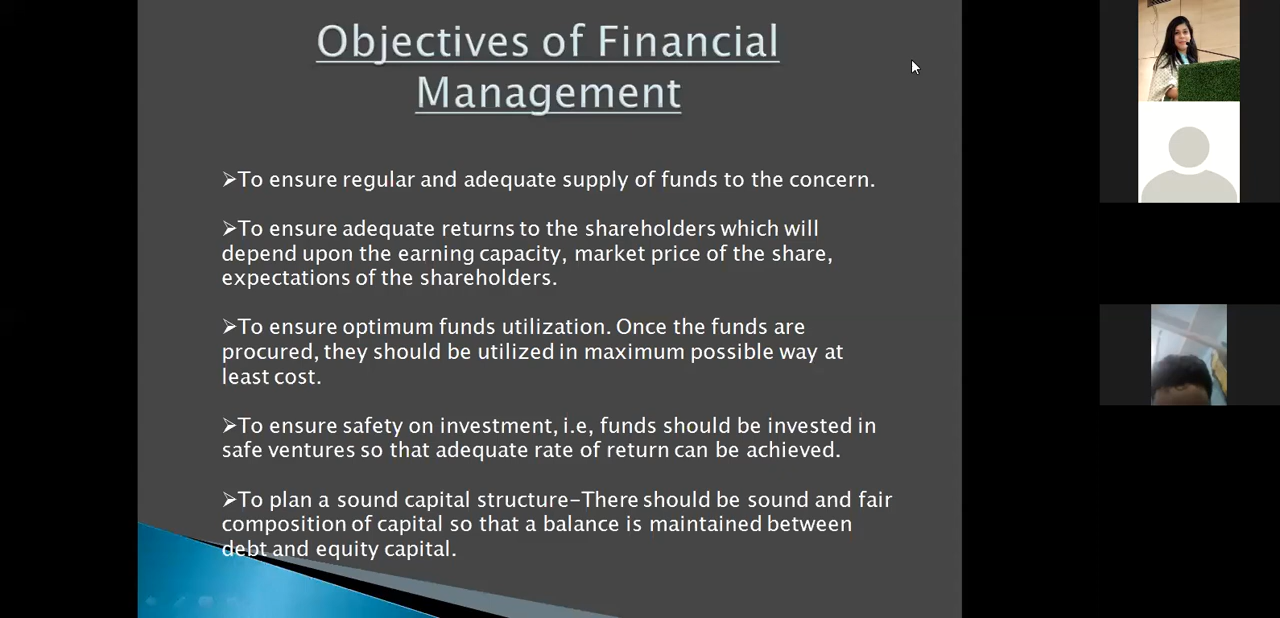 Objectives of Financial
Management
➢To ensure regular and adequate supply of funds to the concern.
➢To ensure adequate returns to the shareholders which will
depend upon the earning capacity, market price of the share,
expectations of the shareholders.
➢To ensure optimum funds utilization. Once the funds are
procured, they should be utilized in maximum possible way at
least cost.
➢To ensure safety on investment, i.e, funds should be invested in
safe ventures so that adequate rate of return can be achieved.
➢To plan a sound capital structure-There should be sound and fair
composition of capital so that a balance is maintained between
debt and equity capital.